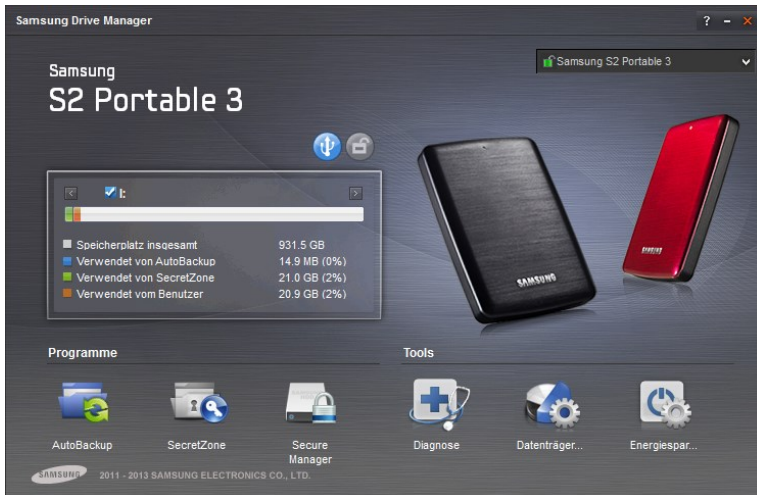 Samsung Drive Manager
? –
Samsung S2 Portable 3
Samsung
S2 Portable 3
I:
Speicherplatz insgesamt 931.5 GB
Verwendet von AutoBackup 14.9 MB (0%)
Verwendet von SecretZone 21.0 GB (2%)
Verwendet vom Benutzer 20.9 GB (2%)
SAMSUNG
SAMSUNG
Programme
Tools
AutoBackup
SecretZone
Secure
Manager
Diagnose
Datenträger...
Energiespar...
SAMSUNG 2011 - 2013 SAMSUNG ELECTRONICS CO., LTD.